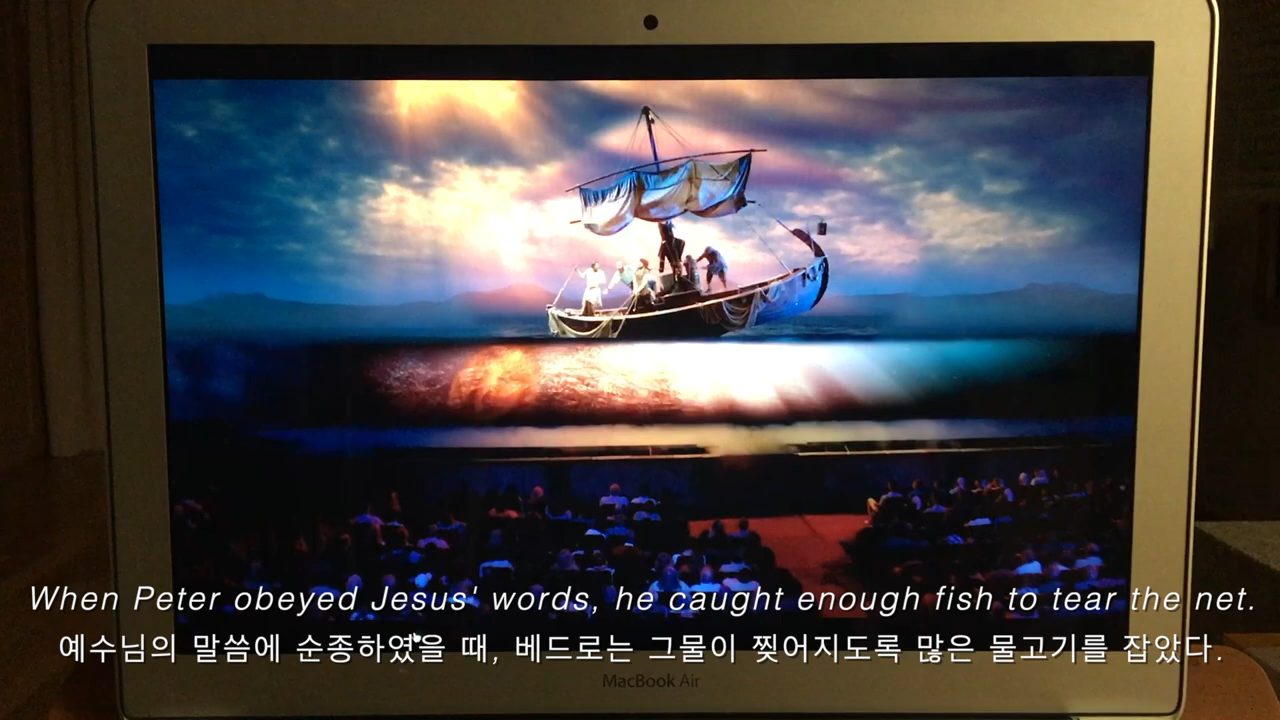 When Peter obeyed Jesus' words, he caught enough fish to tear the net.
예수님의 말씀에 순종하였을 때, 베드로는 그물이 찢어지도록 많은 물고기를 잡았다.
MacBook Air